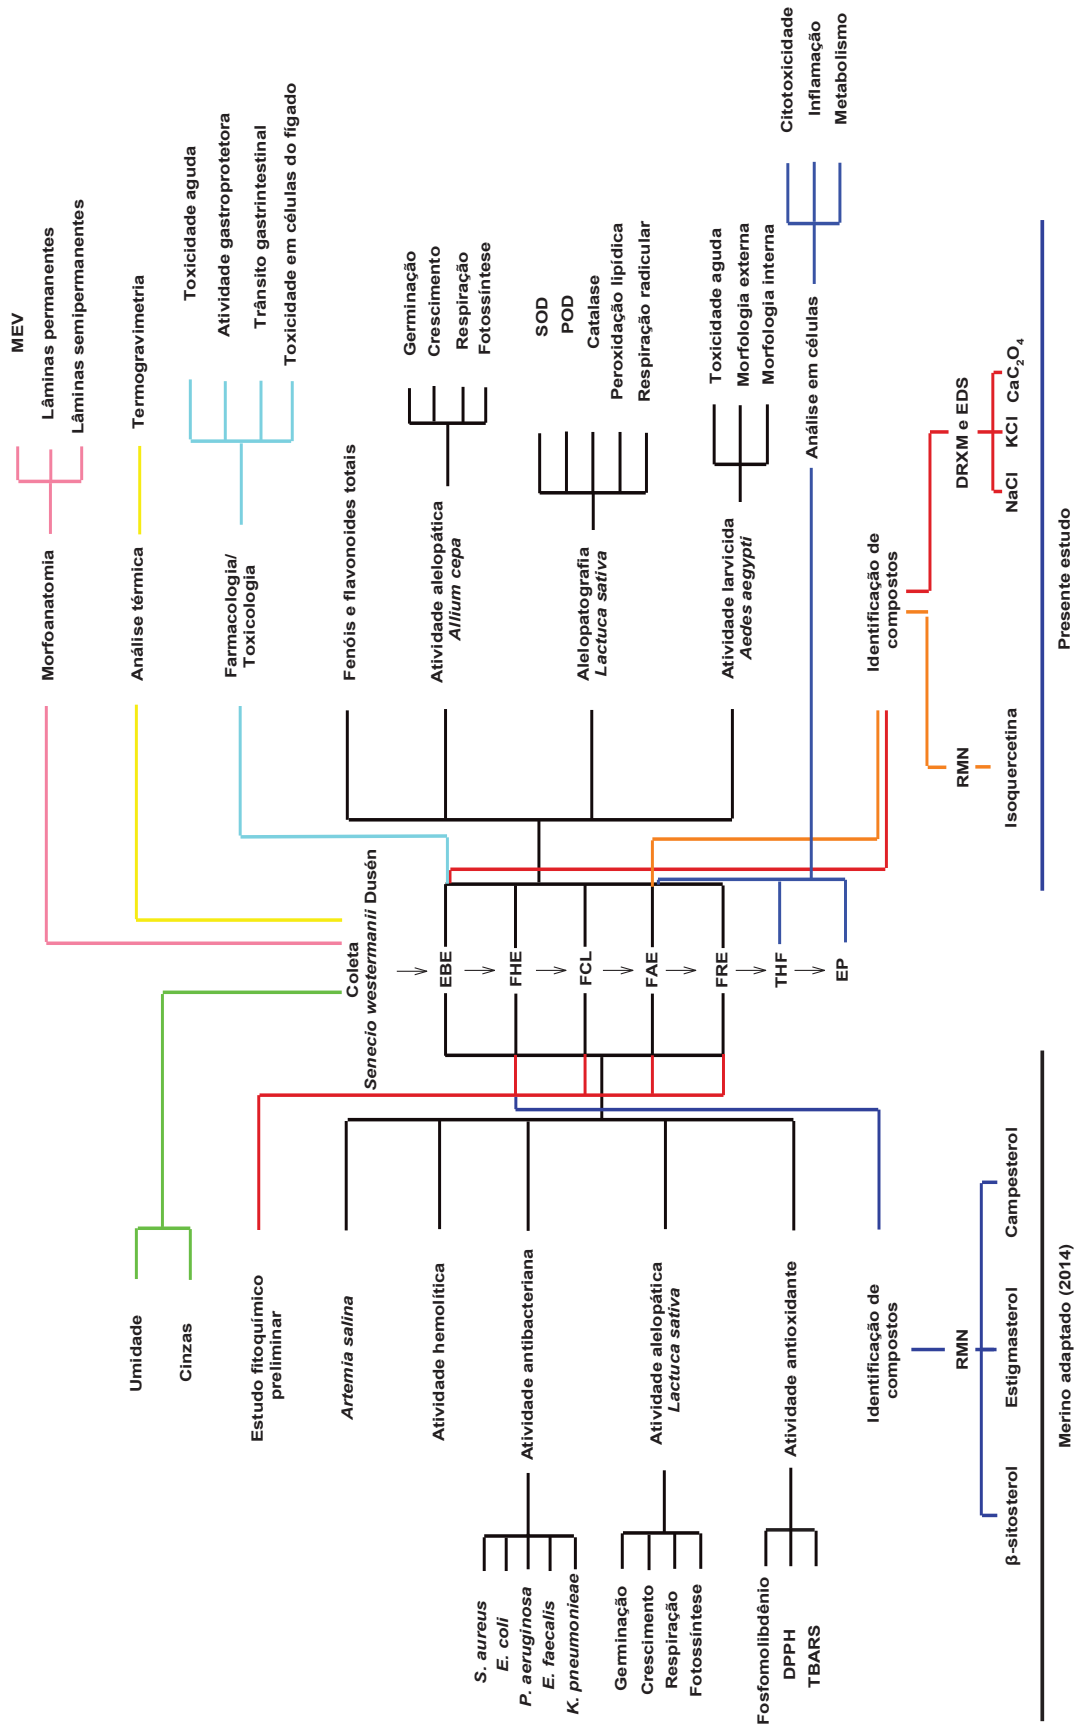 Umidade
Cinzas
Estudo fitoquímico
preliminar
Artemia salina
Atividade hemolítica
Atividade antibacteriana
S. aureus
E. coli
P. aeruginosa
E. faecalis
K. pneumonieae
Atividade alelopática
Lactuca sativa
Germinação
Crescimento
Respiração
Fotossíntese
Atividade antioxidante
Fosfomolibdênio
DPPH
TBARS
Identificação de
compostos
RMN
β-sitosterol
Estigmasterol
Campesterol
Merino adaptado (2014)
Coleta
Senecio westermanii Dusén
EBE
FHE
FCL
FAE
FRE
THF
EP
Morfoanatomia
MEV
Lâminas permanentes
Lâminas semipermanentes
Análise térmica
Termogravimetria
Farmacologia/
Toxicologia
Toxicidade aguda
Atividade gastroprotetora
Trânsito gastrintestinal
Toxicidade em células do fígado
Fenóis e flavonoides totais
Atividade alelopática
Allium cepa
Germinação
Crescimento
Respiração
Fotossíntese
Alelopatografia
Lactuca sativa
SOD
POD
Catalase
Peroxidação lipídica
Respiração radicular
Atividade larvicida
Aedes aegypti
Toxicidade aguda
Morfologia externa
Morfologia interna
Análise em células
Citotoxicidade
Inflamação
Metabolismo
Identificação de
compostos
RMN
Isoquercetina
DRXM e EDS
NaCl
KCl
CaC₂O₄
Presente estudo